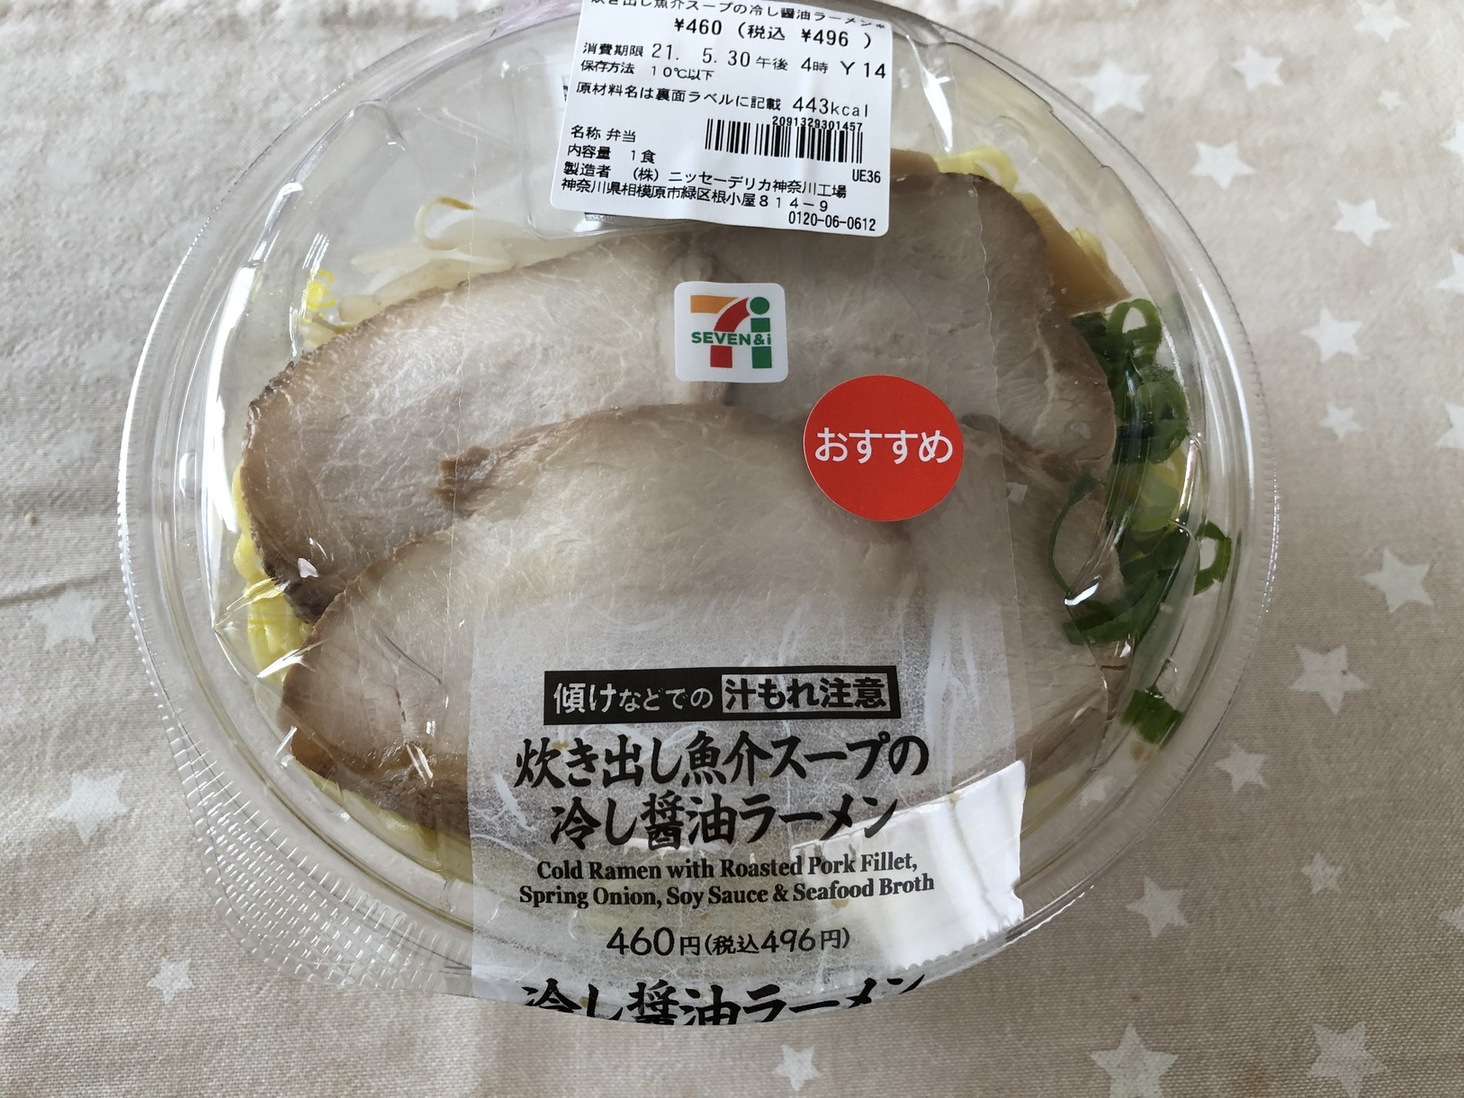 炊き出し魚介スープの冷し醤油ラーメン*
¥460 (税込 ¥496 )
消費期限 21. 5.30午後 4時 Y14
保存方法 10℃以下
原材料名は裏面ラベルに記載 443kcal
2091329301457
名称 弁当
内容量 1食
UE36
製造者 (株)ニッセーデリカ神奈川工場
神奈川県相模原市緑区根小屋814-9
0120-06-0612
SEVEN&i
おすすめ
傾けなどでの 汁もれ注意
炊き出し魚介スープの
冷し醤油ラーメン
Cold Ramen with Roasted Pork Fillet,
Spring Onion, Soy Sauce & Seafood Broth
460円(税込496円)
冷し醤油ラーメン